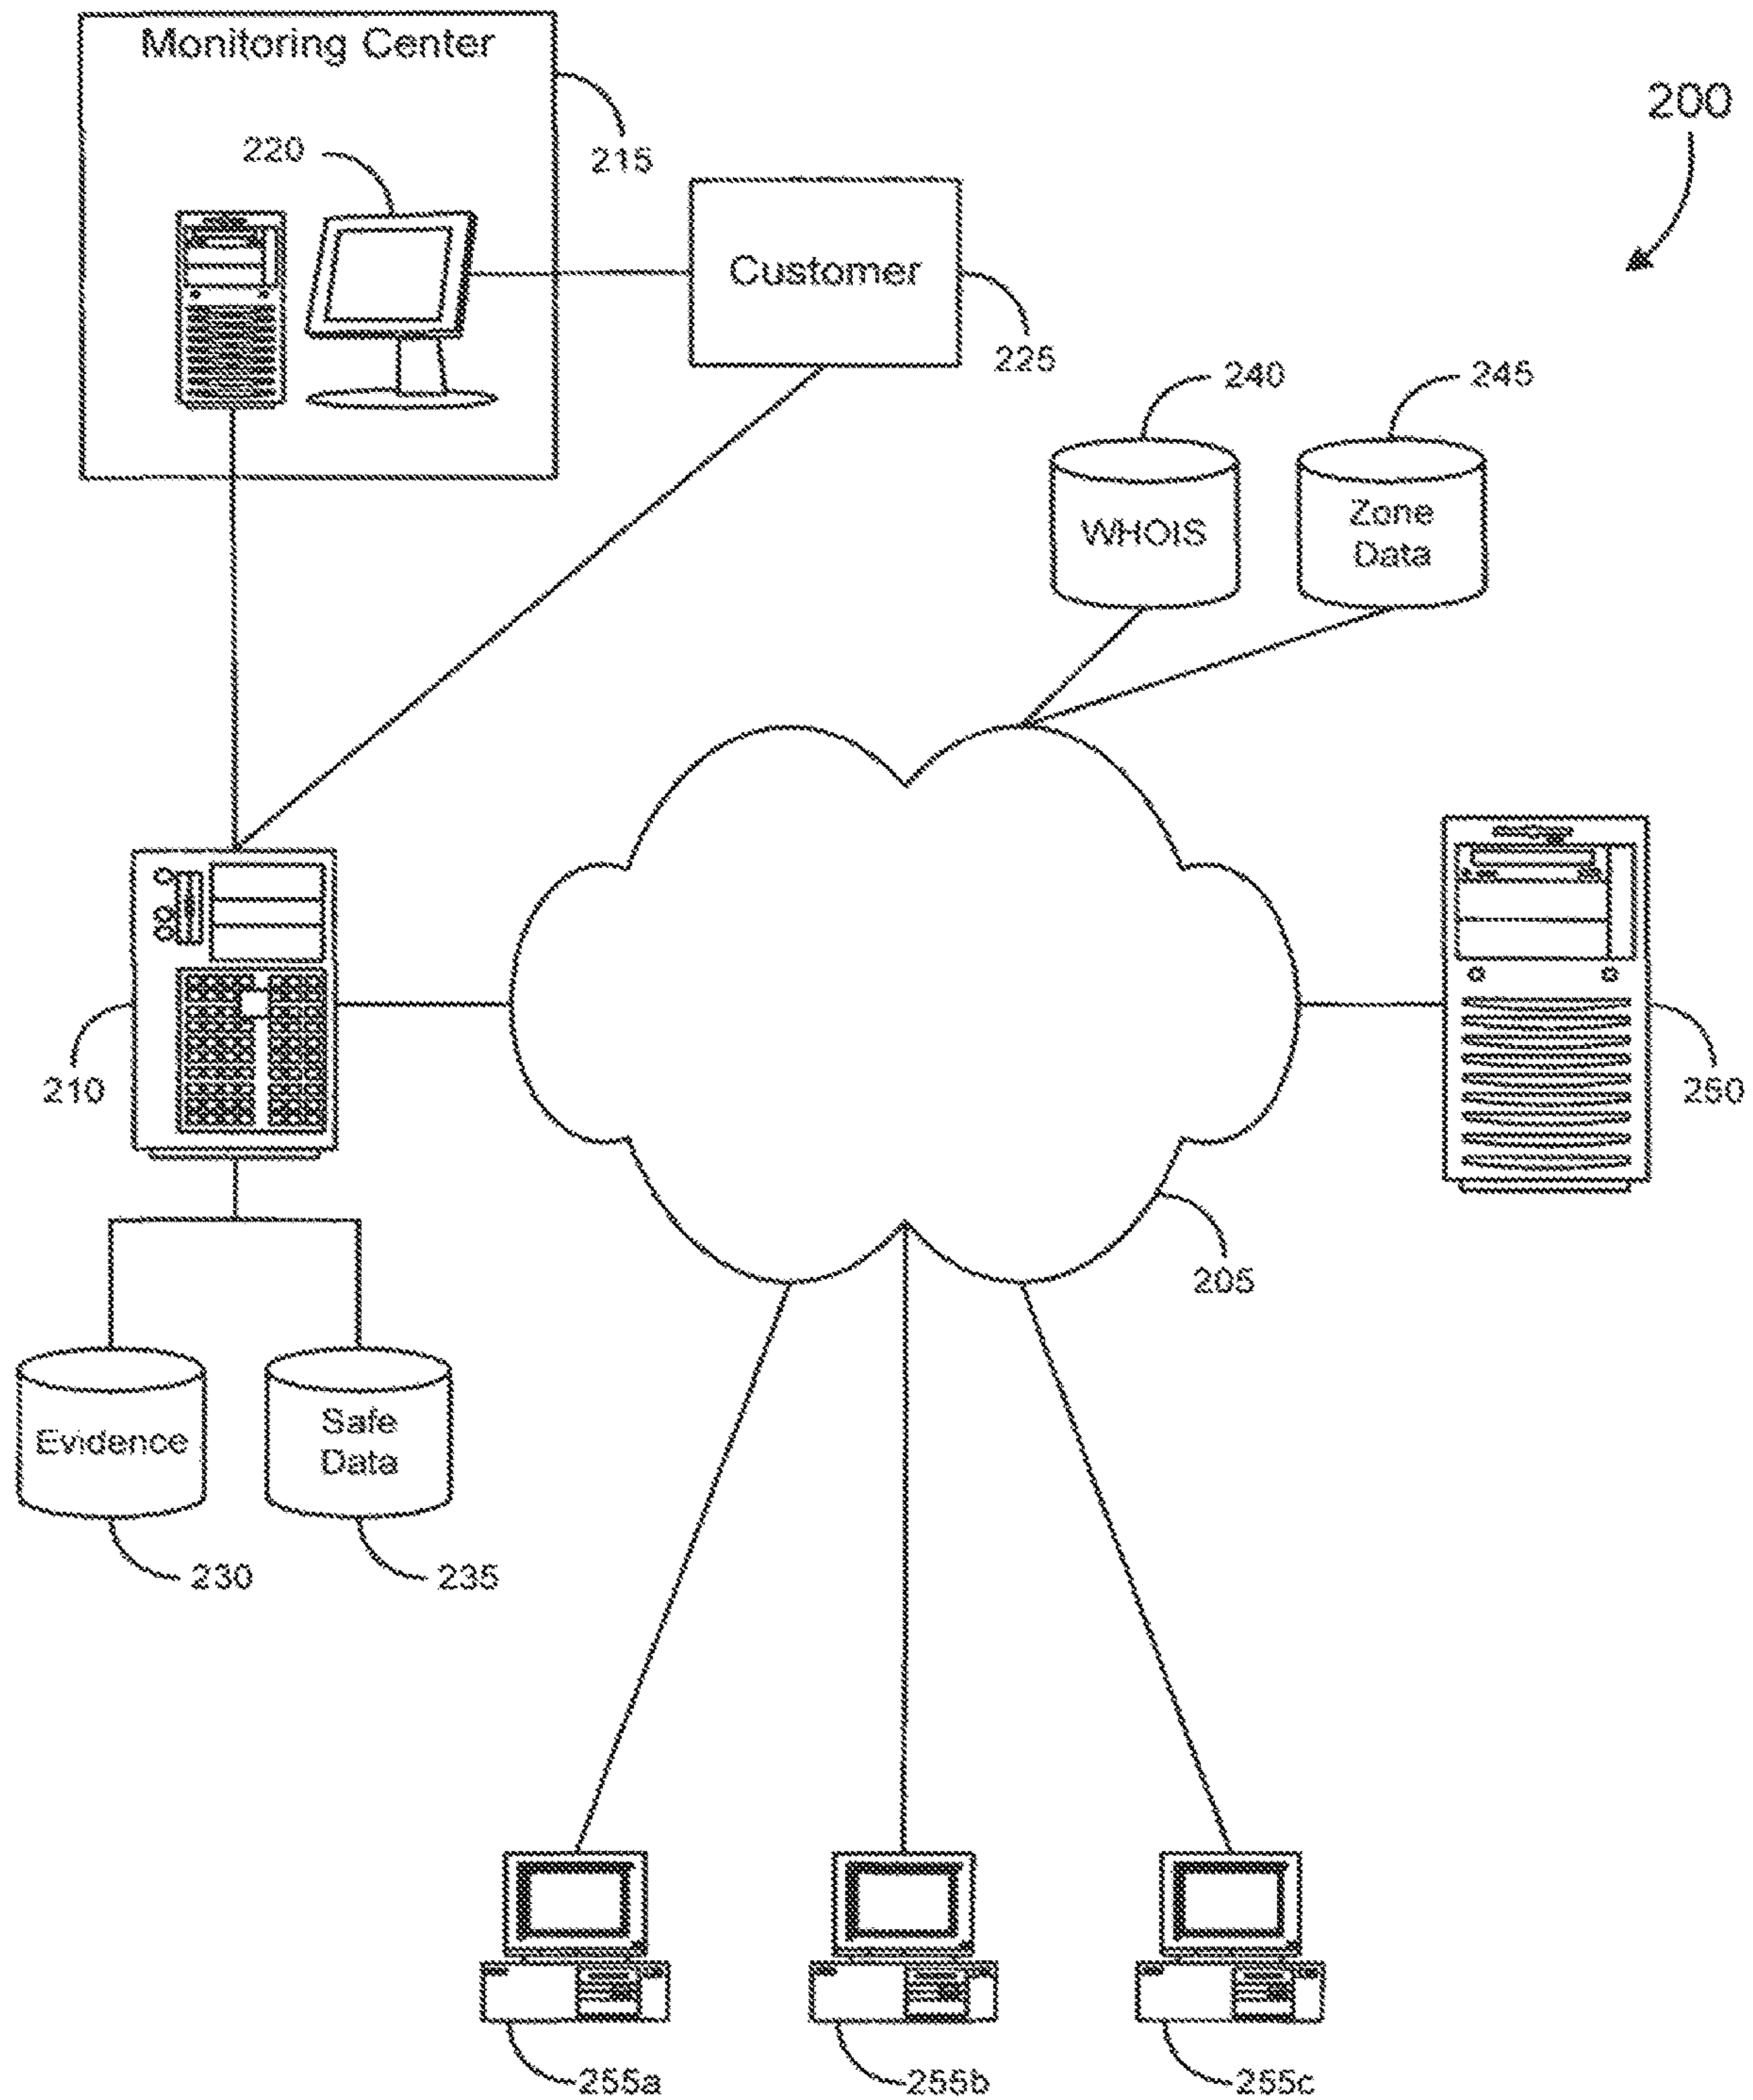 Monitoring Center
200
220
215
Customer
225
240
245
WHOIS
Zone
Data
210
250
205
Evidence
Safe
Data
230
235
255a
255b
255c